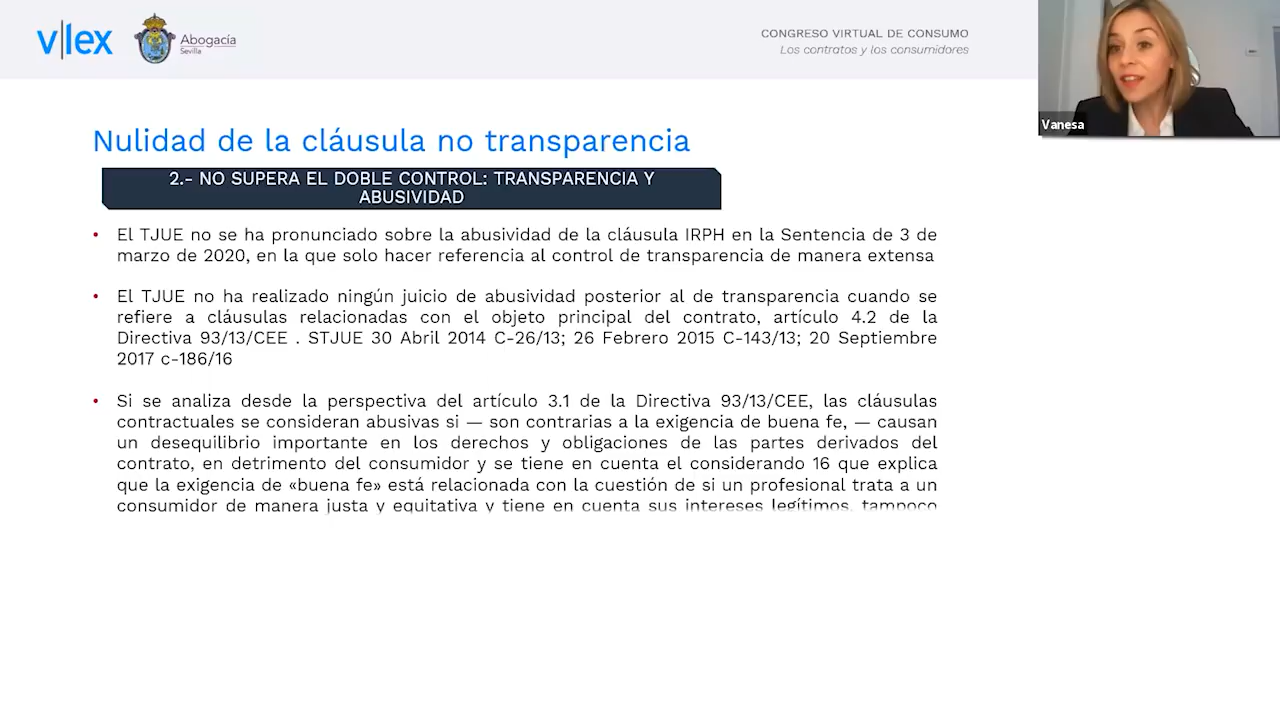 v|lex
Abogacía
Sevilla
CONGRESO VIRTUAL DE CONSUMO
Los contratos y los consumidores
Vanesa
Nulidad de la cláusula no transparencia
2.- NO SUPERA EL DOBLE CONTROL: TRANSPARENCIA Y
ABUSIVIDAD
• El TJUE no se ha pronunciado sobre la abusividad de la cláusula IRPH en la Sentencia de 3 de
marzo de 2020, en la que solo hacer referencia al control de transparencia de manera extensa
• El TJUE no ha realizado ningún juicio de abusividad posterior al de transparencia cuando se
refiere a cláusulas relacionadas con el objeto principal del contrato, artículo 4.2 de la
Directiva 93/13/CEE . STJUE 30 Abril 2014 C-26/13; 26 Febrero 2015 C-143/13; 20 Septiembre
2017 c-186/16
• Si se analiza desde la perspectiva del artículo 3.1 de la Directiva 93/13/CEE, las cláusulas
contractuales se consideran abusivas si — son contrarias a la exigencia de buena fe, — causan
un desequilibrio importante en los derechos y obligaciones de las partes derivados del
contrato, en detrimento del consumidor y se tiene en cuenta el considerando 16 que explica
que la exigencia de «buena fe» está relacionada con la cuestión de si un profesional trata a un
consumidor de manera justa y equitativa y tiene en cuenta sus intereses legítimos, tampoco